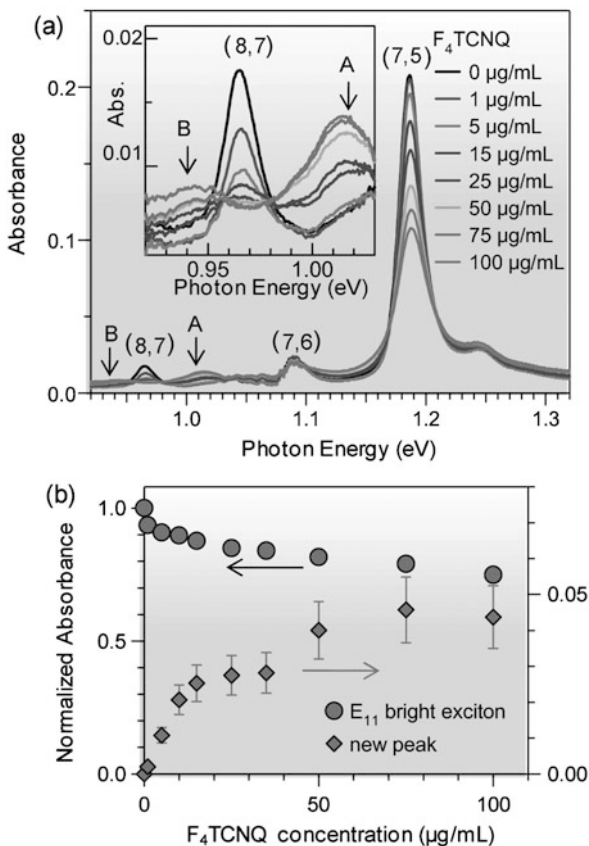 (a)
F₄TCNQ
0 µg/mL
1 µg/mL
5 µg/mL
15 µg/mL
25 µg/mL
50 µg/mL
75 µg/mL
100 µg/mL
(7,5)
(8,7)
A
B
0.02
0.01
Abs.
0.95
1.00
Photon Energy (eV)
B
(8,7)
A
(7,6)
0.2
0.1
0.0
Absorbance
1.0
1.1
1.2
1.3
Photon Energy (eV)
(b)
1.0
0.5
0.0
Normalized Absorbance
0.05
0.00
E₁₁ bright exciton
new peak
0
50
100
F₄TCNQ concentration (µg/mL)